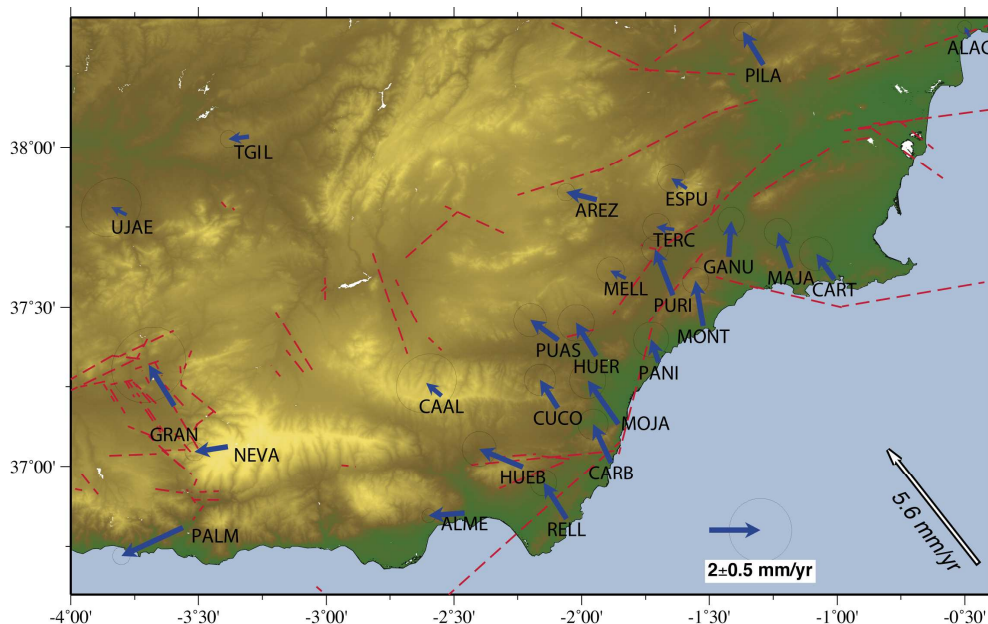 ALAC
PILA
38°00'
TGIL
ESPU
AREZ
UJAE
TERC
GANU
MAJA
CART
MELL
37°30'
PURI
MONT
PUAS
HUER
PANI
CAAL
CUCO
MOJA
GRAN
NEVA
37°00'
HUEB
CARB
ALME
RELL
PALM
5.6 mm/yr
2±0.5 mm/yr
-4°00' -3°30' -3°00' -2°30' -2°00' -1°30' -1°00' -0°30'